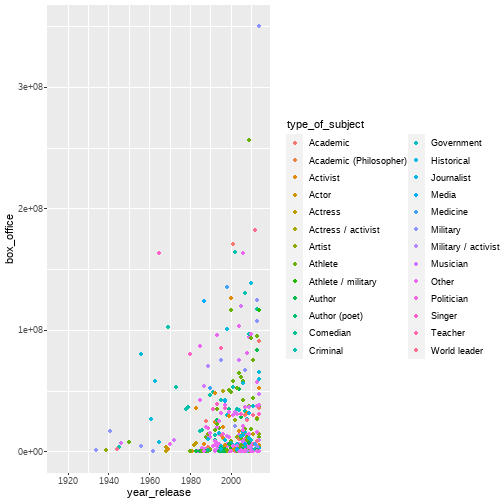 3e+08
2e+08
1e+08
0e+00
box_office
1920 1940 1960 1980 2000
year_release
type_of_subject
Academic
Academic (Philosopher)
Activist
Actor
Actress
Actress / activist
Artist
Athlete
Athlete / military
Author
Author (poet)
Comedian
Criminal
Government
Historical
Journalist
Media
Medicine
Military
Military / activist
Musician
Other
Politician
Singer
Teacher
World leader